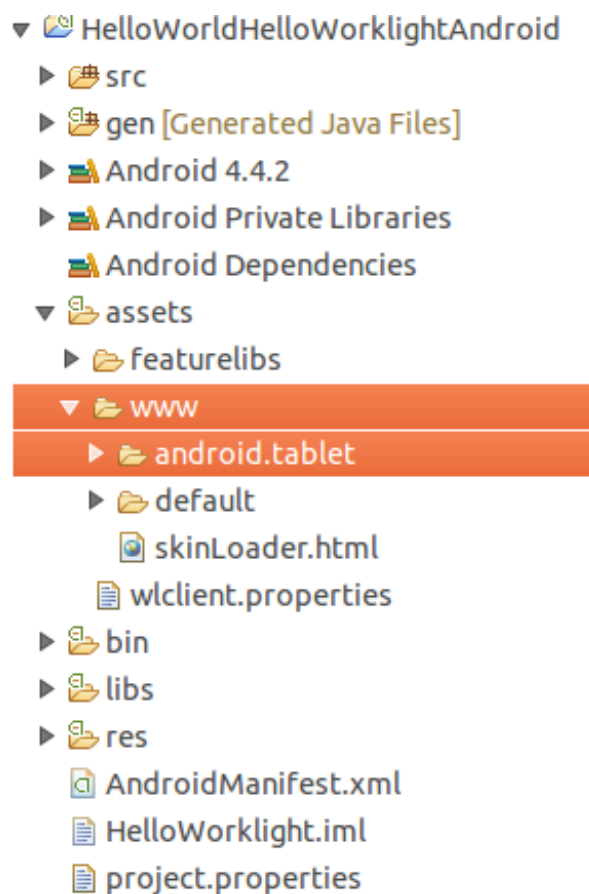 HelloWorldHelloWorklightAndroid
src
gen [Generated Java Files]
Android 4.4.2
Android Private Libraries
Android Dependencies
assets
featurelibs
www
android.tablet
default
skinLoader.html
wlclient.properties
bin
libs
res
AndroidManifest.xml
HelloWorklight.iml
project.properties